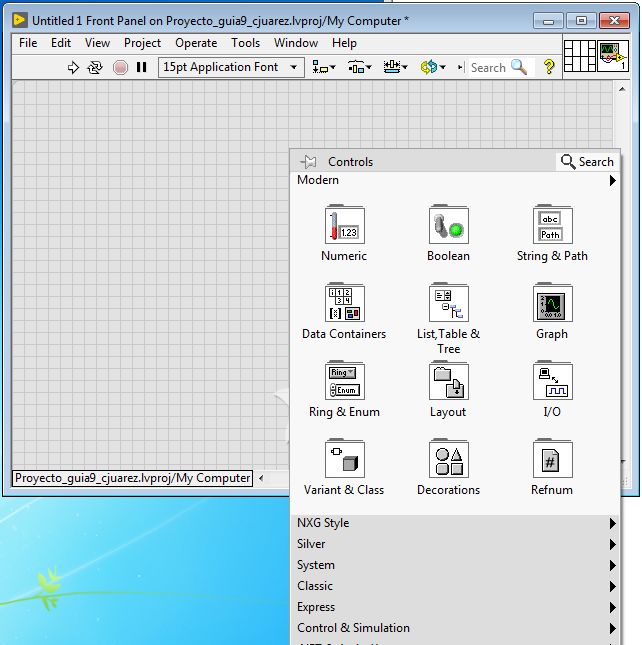 Untitled 1 Front Panel on Proyecto_guia9_cjuarez.lvproj/My Computer *
File Edit View Project Operate Tools Window Help
15pt Application Font Search ? 1
Controls Search
Modern
1.23 abc Path
Numeric Boolean String & Path
Data Containers List,Table & Tree Graph
Ring Enum
Ring & Enum Layout I/O
#
Variant & Class Decorations Refnum
Proyecto_guia9_cjuarez.lvproj/My Computer
NXG Style
Silver
System
Classic
Express
Control & Simulation